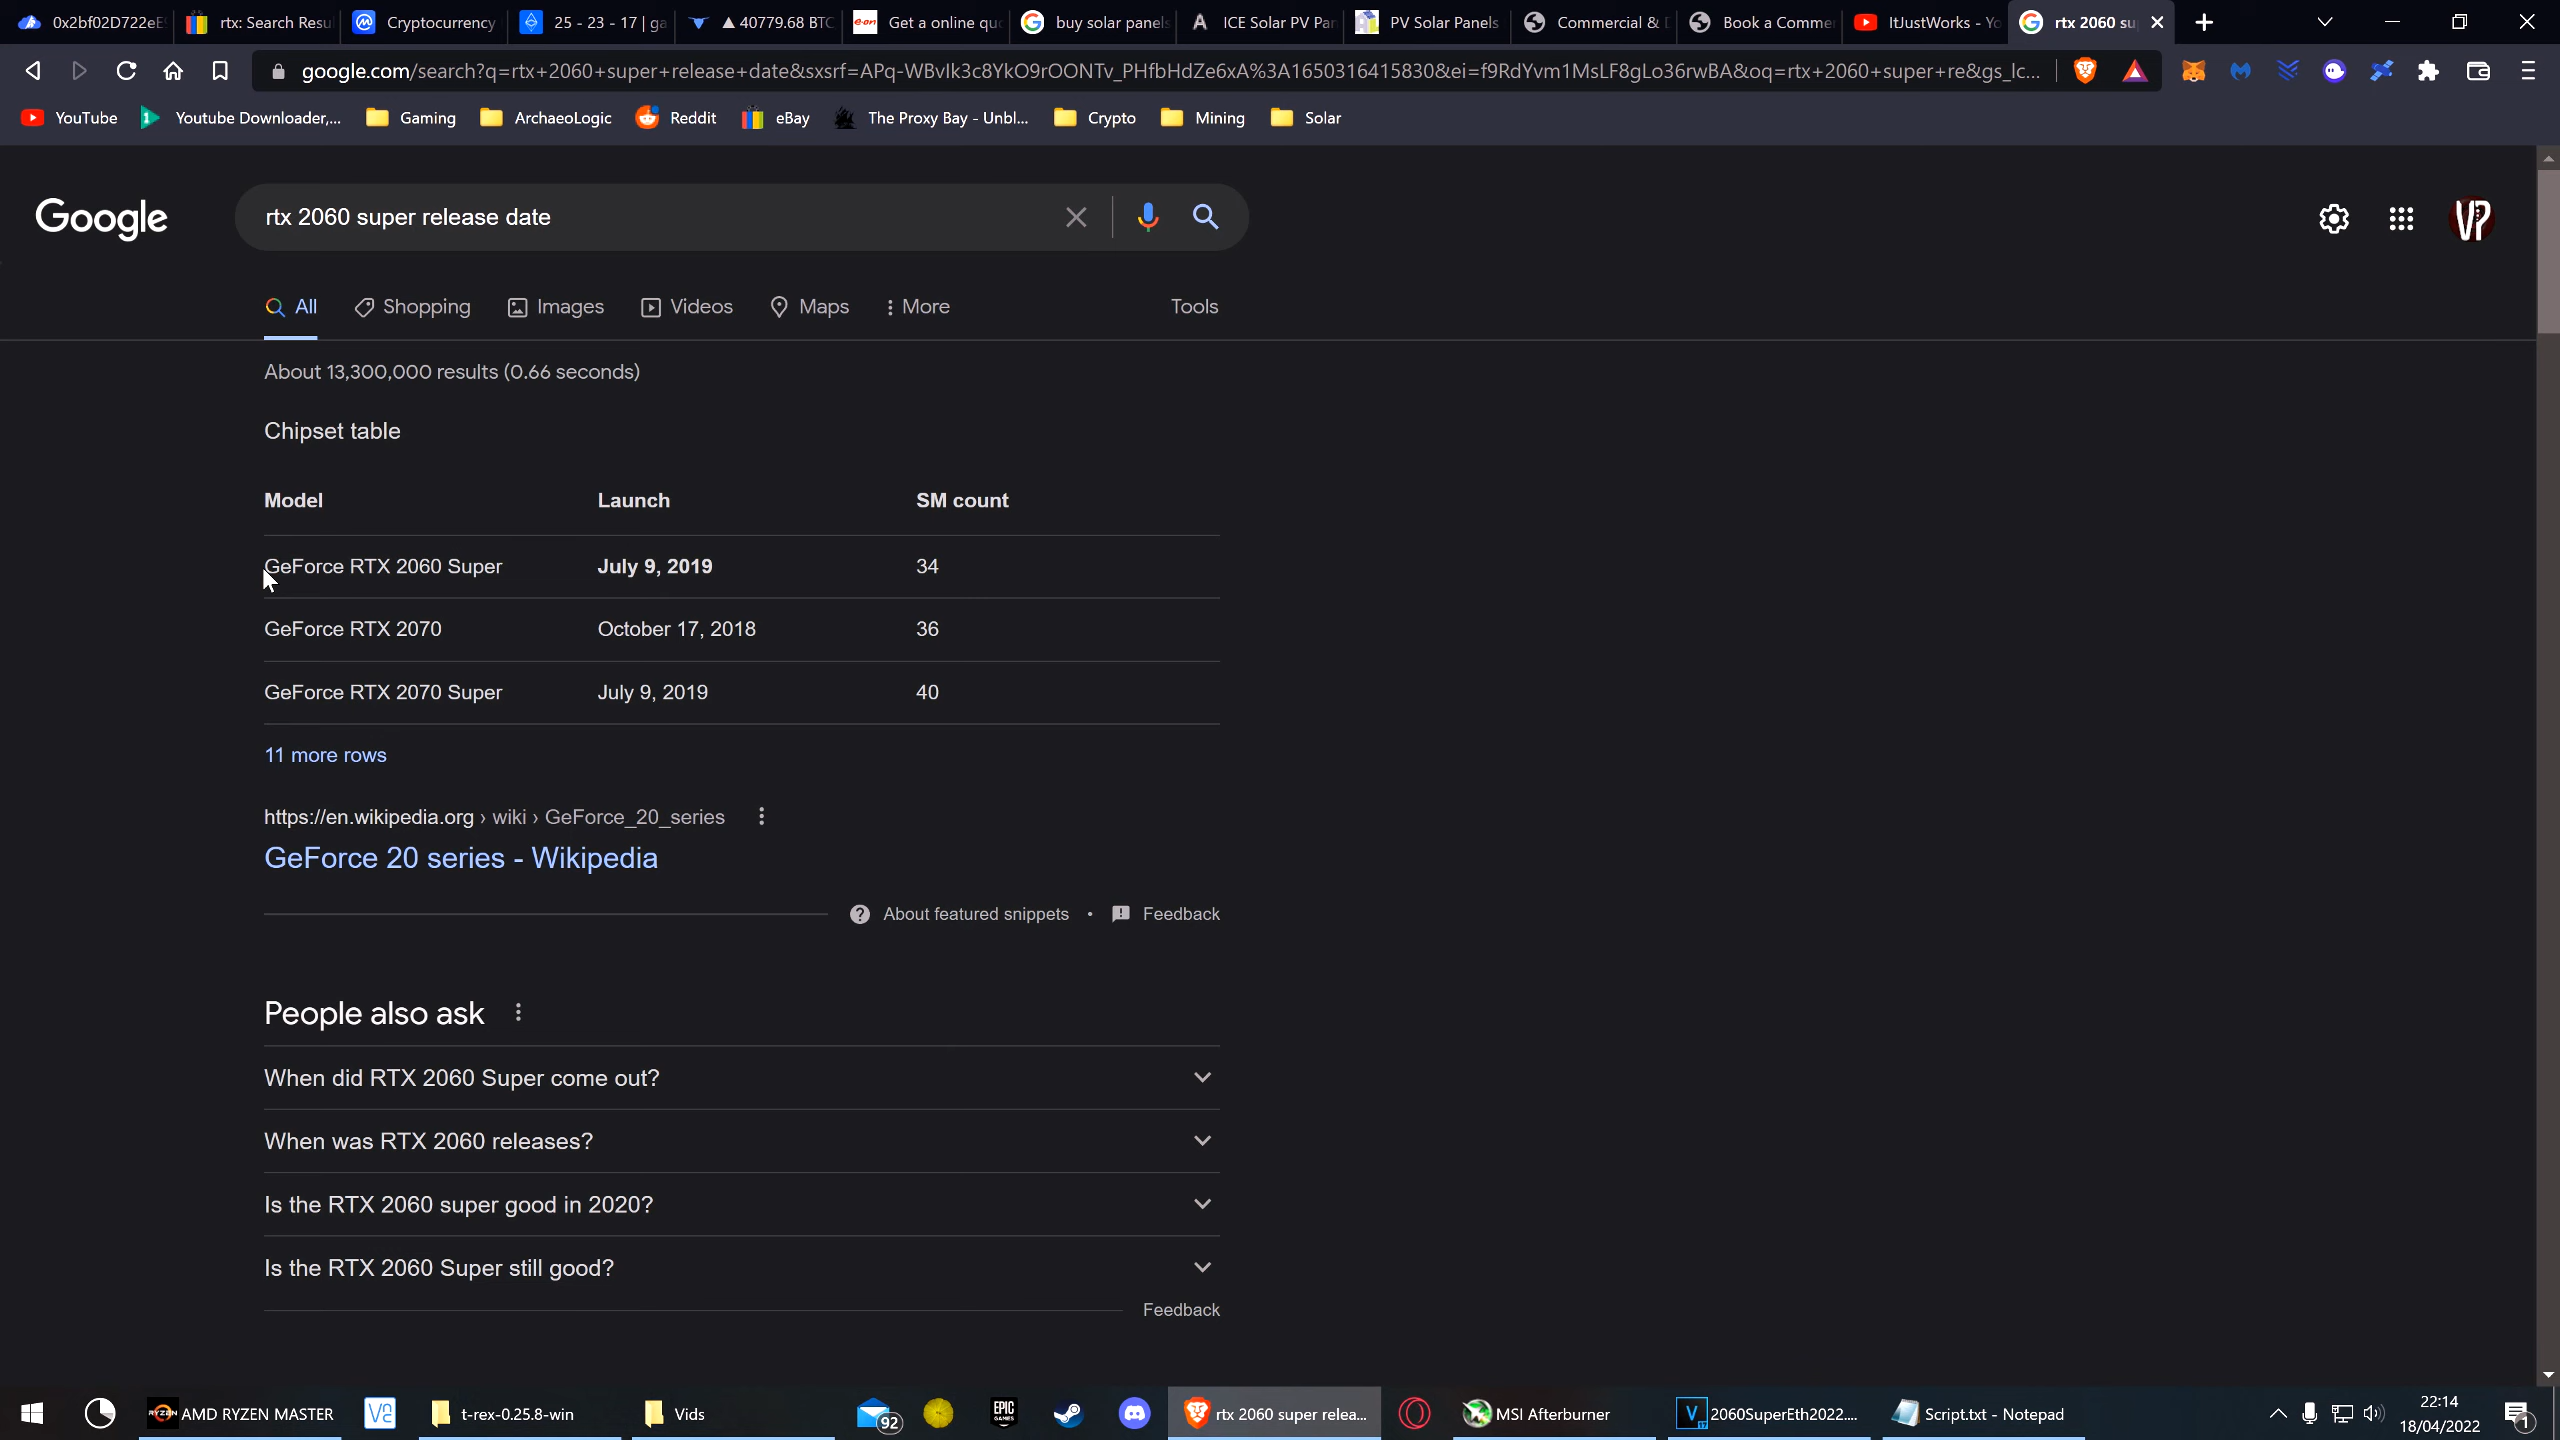 0x2bf02D722eE
rtx: Search Resu
Cryptocurrency
25 - 23 - 17 | ga
▲ 40779.68 BTC
e·on Get a online qu
buy solar panels
ICE Solar PV Pan
PV Solar Panels
Commercial &
Book a Comme
ItJustWorks - Yo
rtx 2060 su
google.com/search?q=rtx+2060+super+release+date&sxsrf=APq-WBvIk3c8YkO9rOONTv_PHfbHdZe6xA%3A1650316415830&ei=f9RdYvm1MsLF8gLo36rwBA&oq=rtx+2060+super+re&gs_lc...
YouTube
Youtube Downloader,...
Gaming
ArchaeoLogic
Reddit
eBay
The Proxy Bay - Unbl...
Crypto
Mining
Solar
Google
rtx 2060 super release date
VP
All
Shopping
Images
Videos
Maps
More
Tools
About 13,300,000 results (0.66 seconds)
Chipset table
Model Launch SM count
GeForce RTX 2060 Super July 9, 2019 34
GeForce RTX 2070 October 17, 2018 36
GeForce RTX 2070 Super July 9, 2019 40
11 more rows
https://en.wikipedia.org › wiki › GeForce_20_series
GeForce 20 series - Wikipedia
About featured snippets • Feedback
People also ask
When did RTX 2060 Super come out?
When was RTX 2060 releases?
Is the RTX 2060 super good in 2020?
Is the RTX 2060 Super still good?
Feedback
RYZEN AMD RYZEN MASTER
t-rex-0.25.8-win
Vids
92
EPIC GAMES
rtx 2060 super relea...
MSI Afterburner
V 17 2060SuperEth2022....
Script.txt - Notepad
22:14
18/04/2022
1